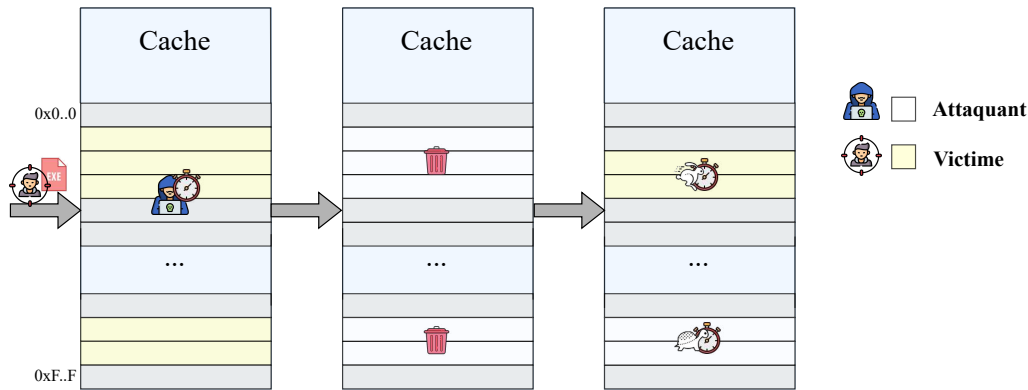 Cache
Cache
Cache
0x0..0
Attaquant
EXE
Victime
...
...
...
0xF..F